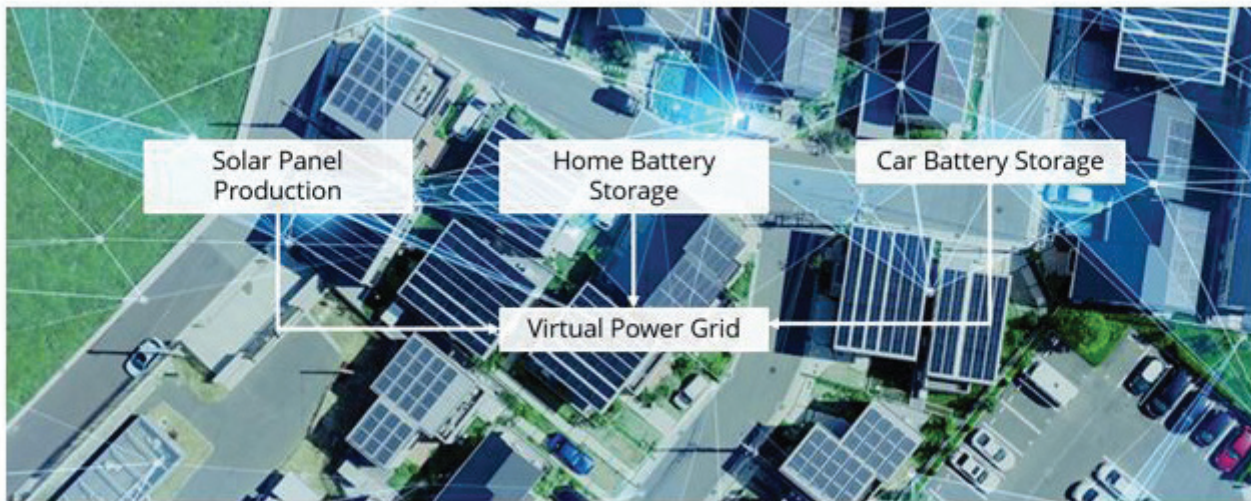 Solar Panel
Production
Home Battery
Storage
Car Battery Storage
Virtual Power Grid